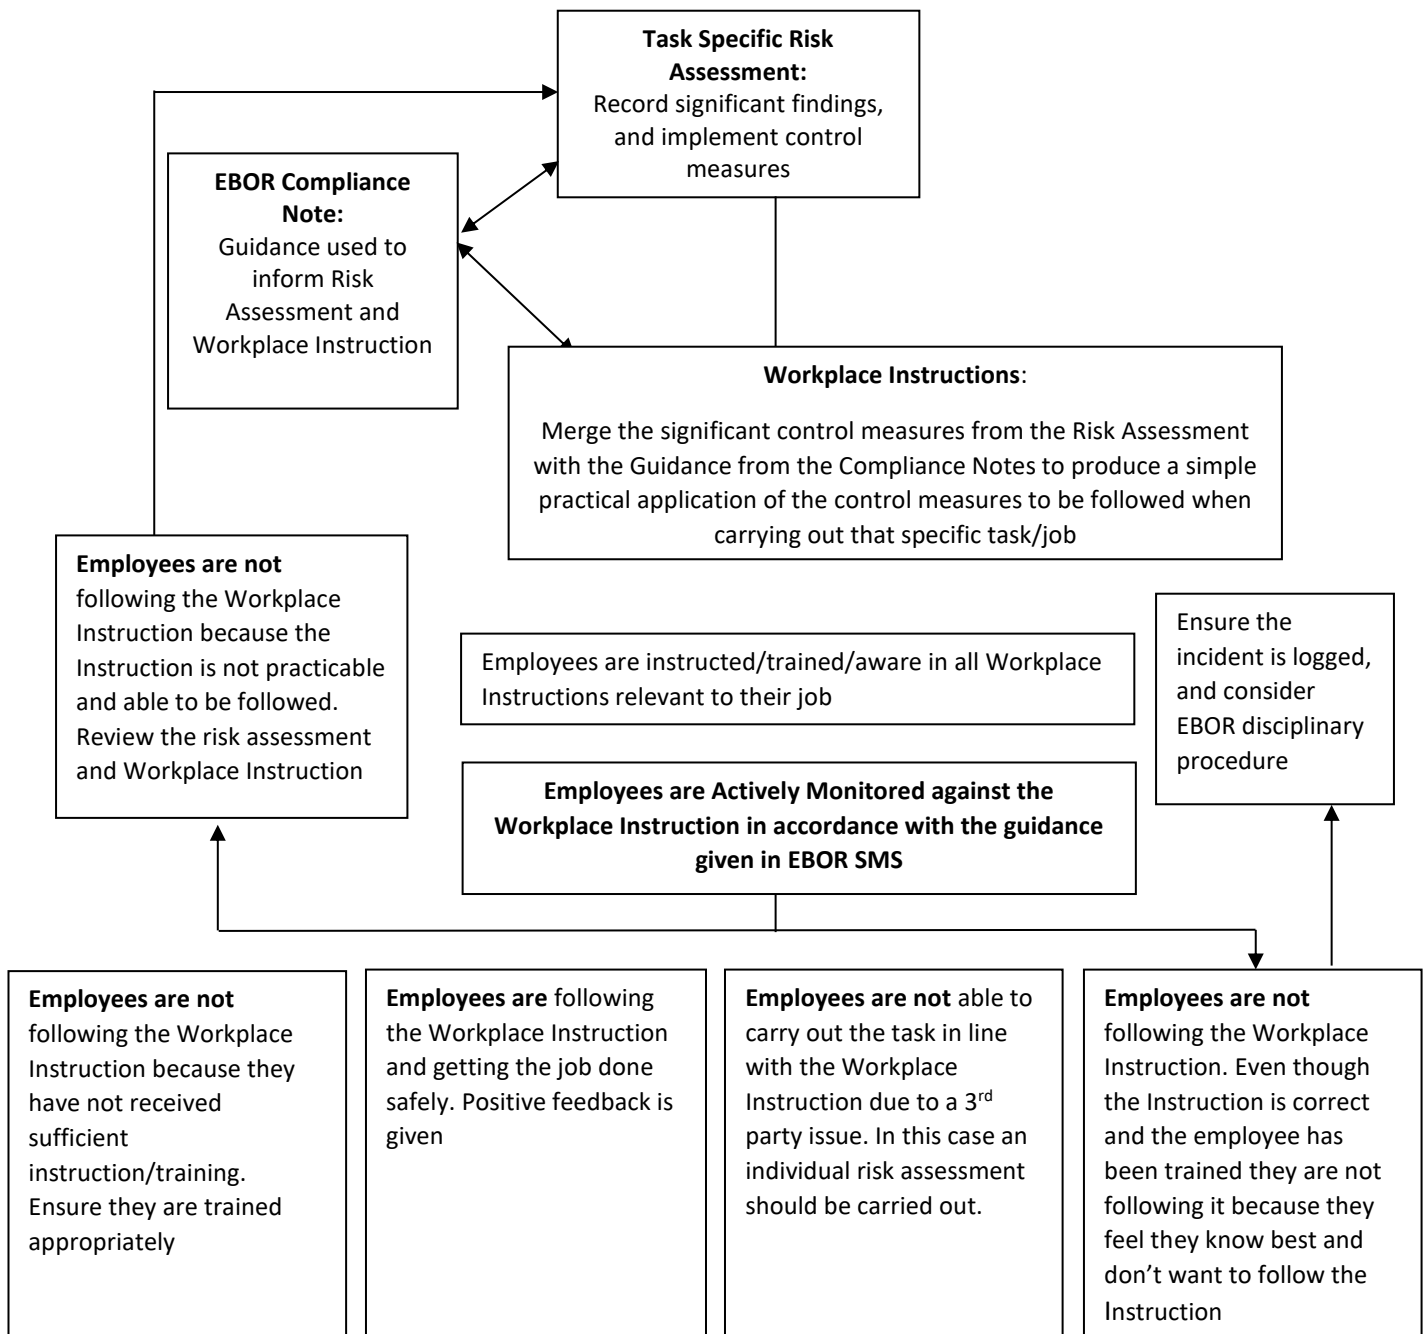 Task Specific Risk
Assessment:
Record significant findings,
and implement control
measures
EBOR Compliance
Note:
Guidance used to
inform Risk
Assessment and
Workplace Instruction
Workplace Instructions:
Merge the significant control measures from the Risk Assessment
with the Guidance from the Compliance Notes to produce a simple
practical application of the control measures to be followed when
carrying out that specific task/job
Employees are not
following the Workplace
Instruction because the
Instruction is not practicable
and able to be followed.
Review the risk assessment
and Workplace Instruction
Employees are instructed/trained/aware in all Workplace
Instructions relevant to their job
Ensure the
incident is logged,
and consider
EBOR disciplinary
procedure
Employees are Actively Monitored against the
Workplace Instruction in accordance with the guidance
given in EBOR SMS
Employees are not
following the Workplace
Instruction because they
have not received
sufficient
instruction/training.
Ensure they are trained
appropriately
Employees are following
the Workplace Instruction
and getting the job done
safely. Positive feedback is
given
Employees are not able to
carry out the task in line
with the Workplace
Instruction due to a 3rd
party issue. In this case an
individual risk assessment
should be carried out.
Employees are not
following the Workplace
Instruction. Even though
the Instruction is correct
and the employee has
been trained they are not
following it because they
feel they know best and
don’t want to follow the
Instruction